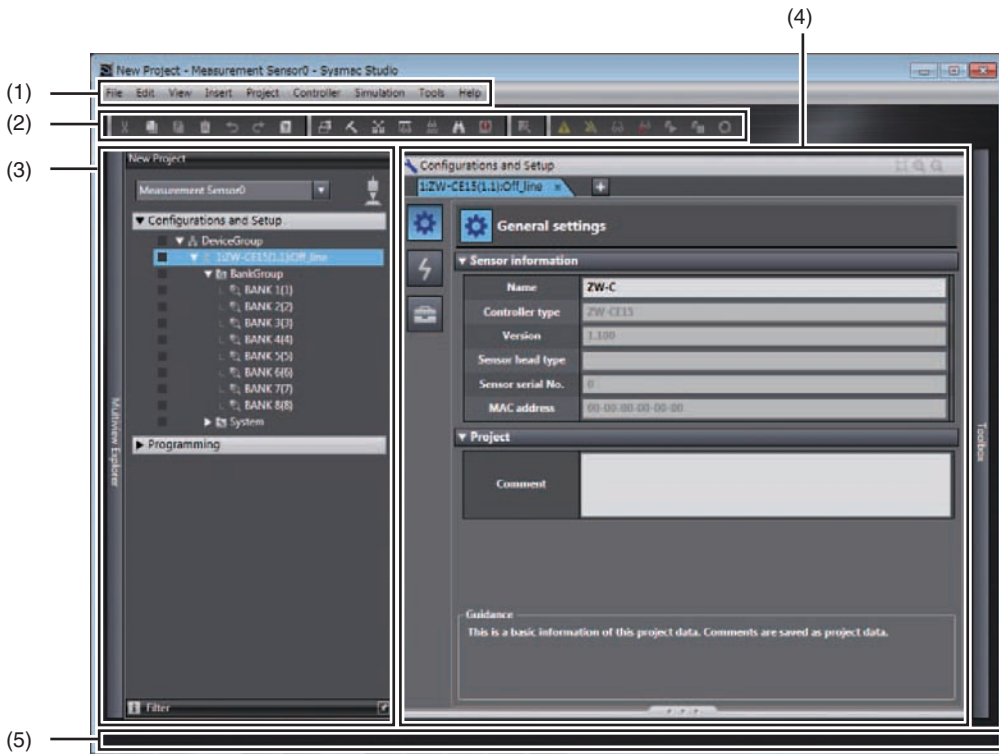 (4)
New Project - Measurement Sensor0 - Sysmac Studio
(1)
File Edit View Insert Project Controller Simulation Tools Help
(2)
(3)
New Project
Measurement Sensor0
Configurations and Setup
DeviceGroup
1:ZW-CE15(1.1):Off_line
BankGroup
BANK 1(1)
BANK 2(2)
BANK 3(3)
BANK 4(4)
BANK 5(5)
BANK 6(6)
BANK 7(7)
BANK 8(8)
System
Programming
Multiview Explorer
Filter
Configurations and Setup
1:ZW-CE15(1.1):Off_line
General settings
Sensor information
Name ZW-C
Controller type ZW-CE15
Version 1.100
Sensor head type
Sensor serial No. 0
MAC address 00-00-00-00-00-00
Project
Comment
Guidance
This is a basic information of this project data. Comments are saved as project data.
Toolbox
(5)